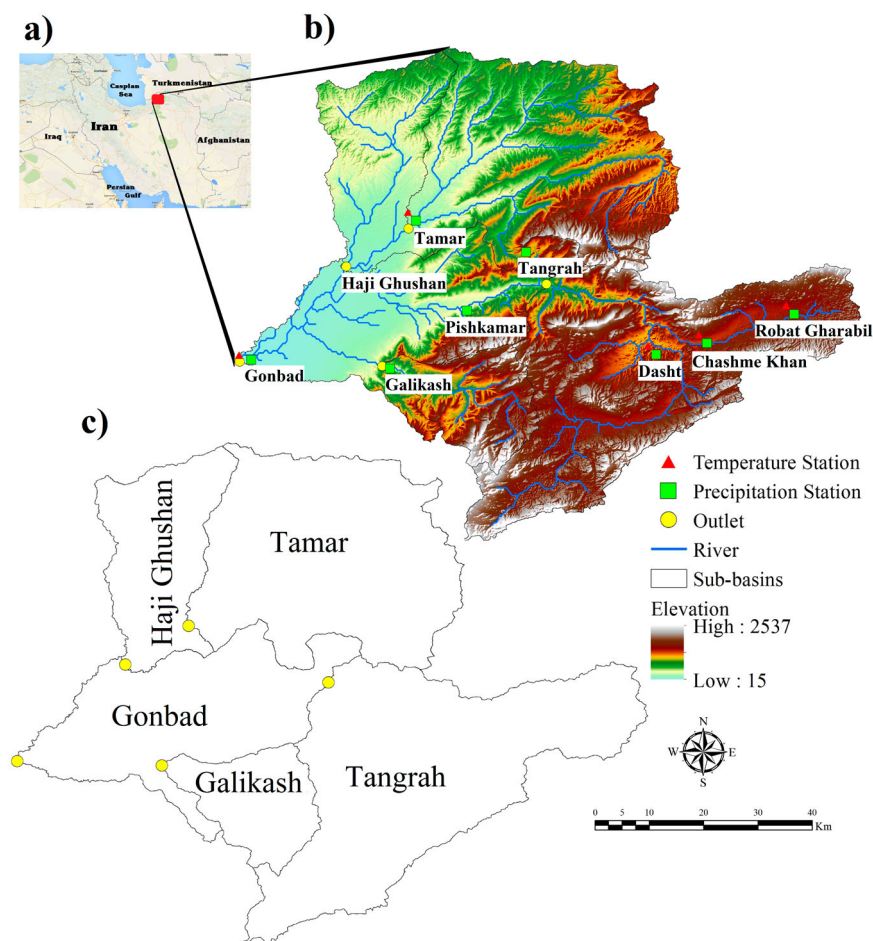 a)
b)
Caspian
Sea
Turkmenistan
Iran
Iraq
Afghanistan
Persian
Gulf
Tamar
Haji Ghushan
Tangrah
Pishkamar
Robat Gharabil
Chashme Khan
Dasht
Gonbad
Galikash
c)
Temperature Station
Precipitation Station
Outlet
River
Sub-basins
Elevation
High : 2537
Low : 15
Haji Ghushan
Tamar
Gonbad
Galikash
Tangrah
N
W E
S
0 5 10 20 30 40
Km